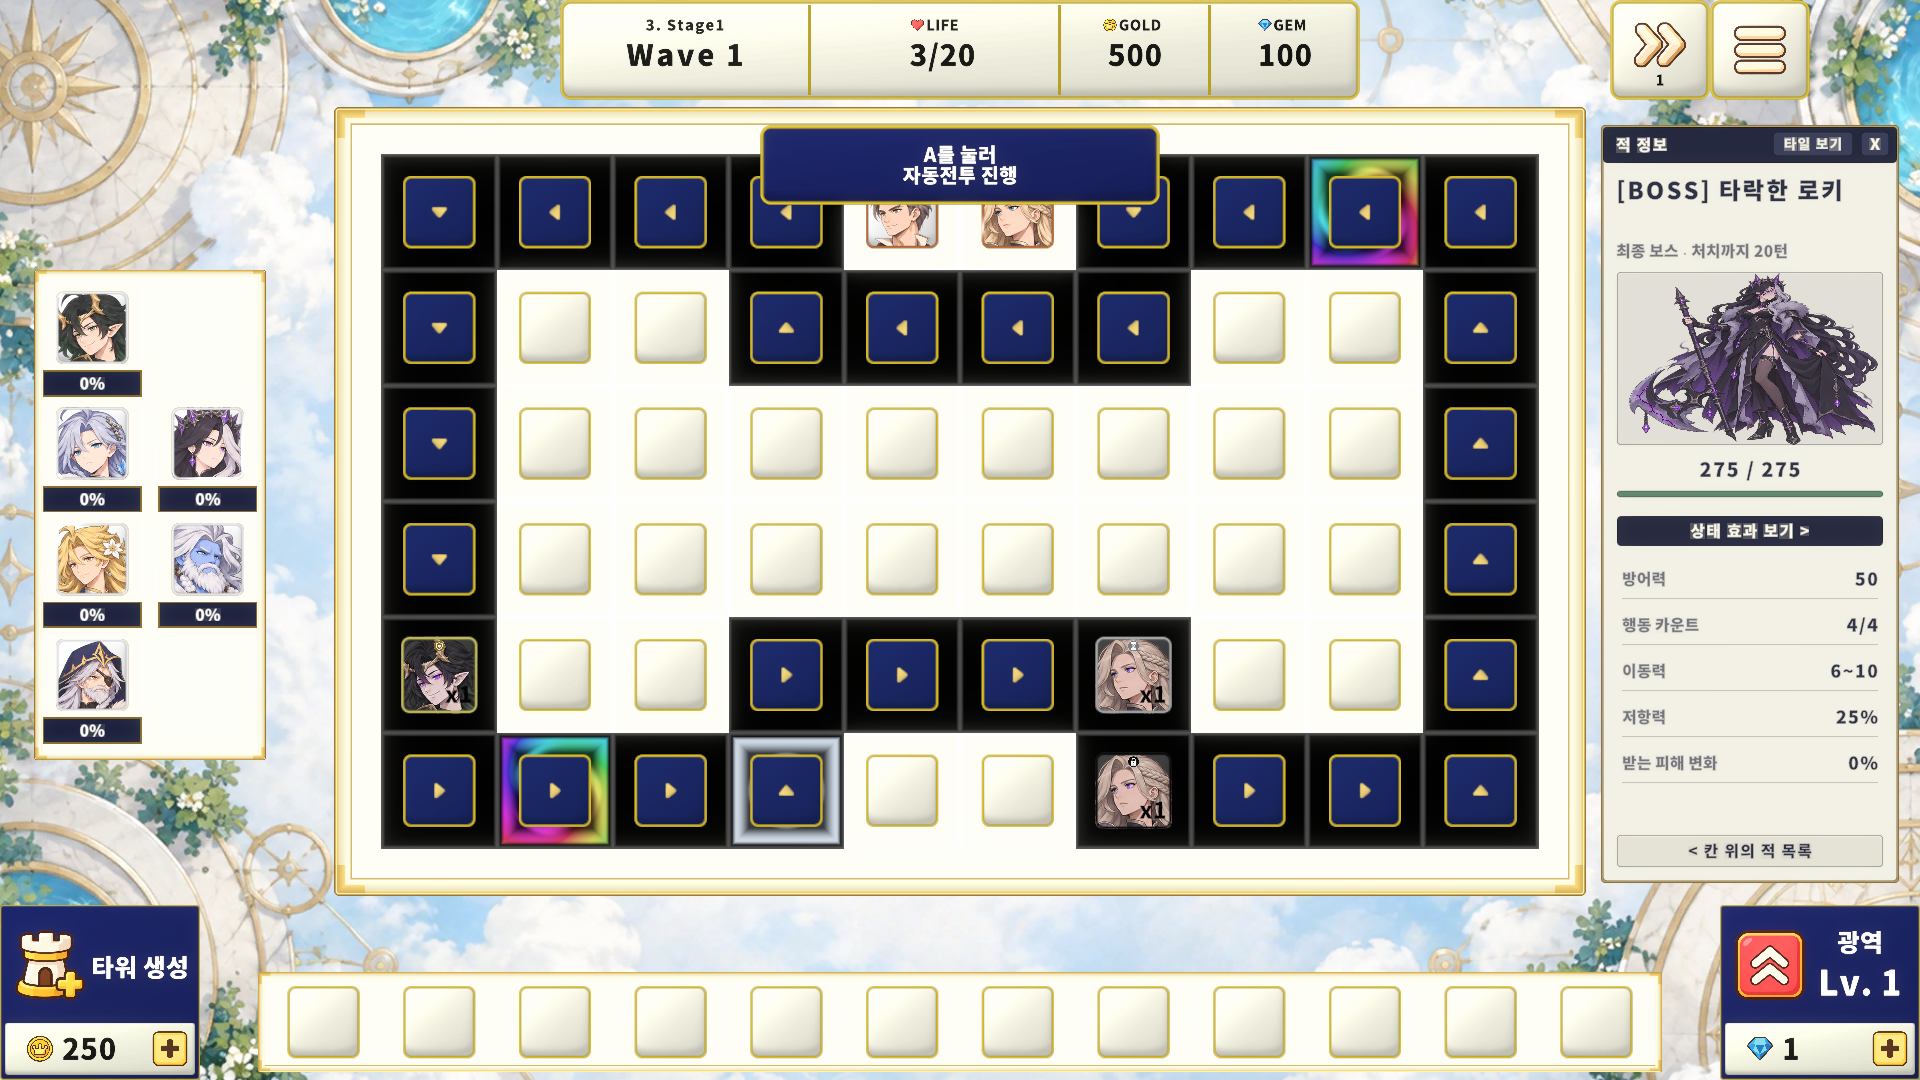 3. Stage1
Wave 1
LIFE
3/20
GOLD
500
GEM
100
1
A를 눌러
자동전투 진행
0%
0%
0%
0%
0%
0%
x1
x1
x1
적 정보
타일 보기
X
[BOSS] 타락한 로키
최종 보스 · 처치까지 20턴
275 / 275
상태 효과 보기 >
방어력 50
행동 카운트 4/4
이동력 6~10
저항력 25%
받는 피해 변화 0%
< 칸 위의 적 목록
타워 생성
250
광역
Lv. 1
1